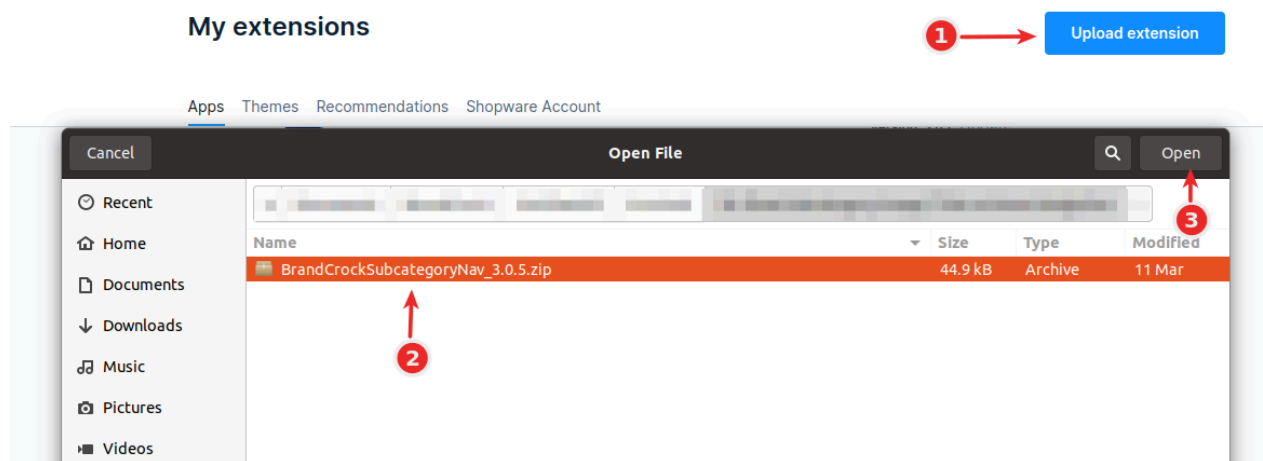 My extensions
1
Upload extension
Apps Themes Recommendations Shopware Account
Cancel Open File Open
Recent
3
Home
Name Size Type Modified
BrandCrockSubcategoryNav_3.0.5.zip 44.9 kB Archive 11 Mar
Documents
Downloads
2
Music
Pictures
Videos